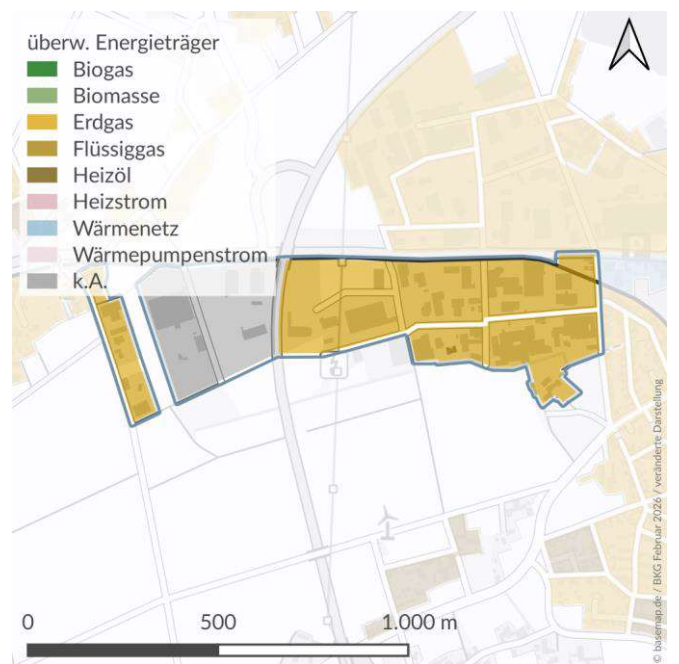 überw. Energieträger
Biogas
Biomasse
Erdgas
Flüssiggas
Heizöl
Heizstrom
Wärmenetz
Wärmepumpenstrom
k.A.
0 500 1.000 m
© basemap.de / BKG Februar 2026 / veränderte Darstellung